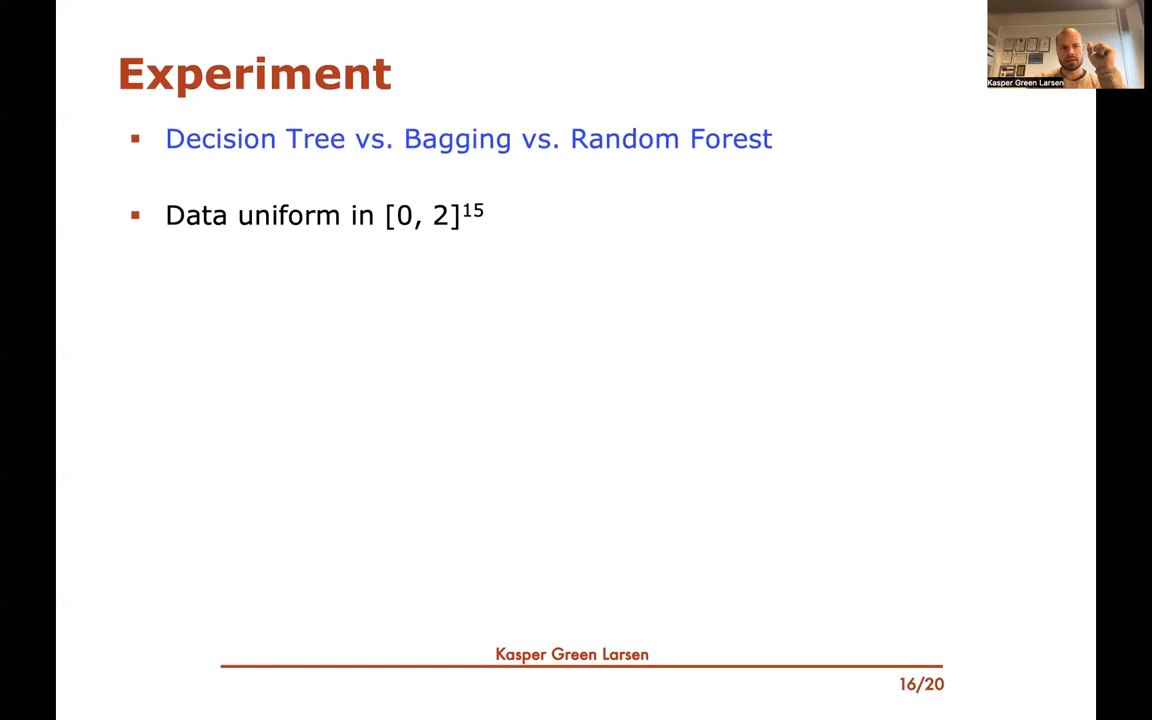 Experiment
Kasper Green Larsen
▪ Decision Tree vs. Bagging vs. Random Forest
▪ Data uniform in [0, 2]¹⁵
Kasper Green Larsen
16/20